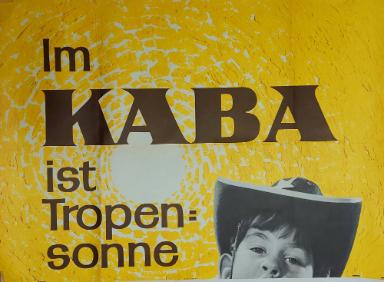 Im
KABA
ist
Tropen=
sonne